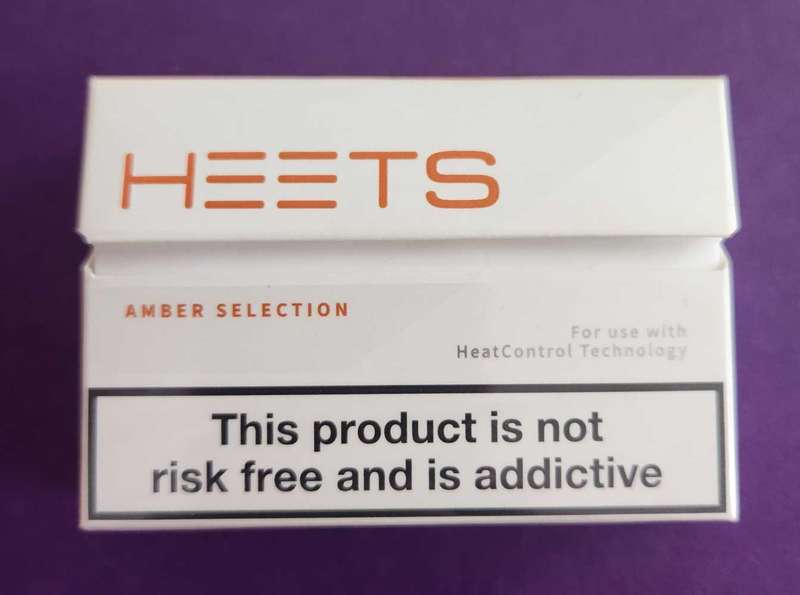 HEETS
AMBER SELECTION
For use with
HeatControl Technology
This product is not
risk free and is addictive